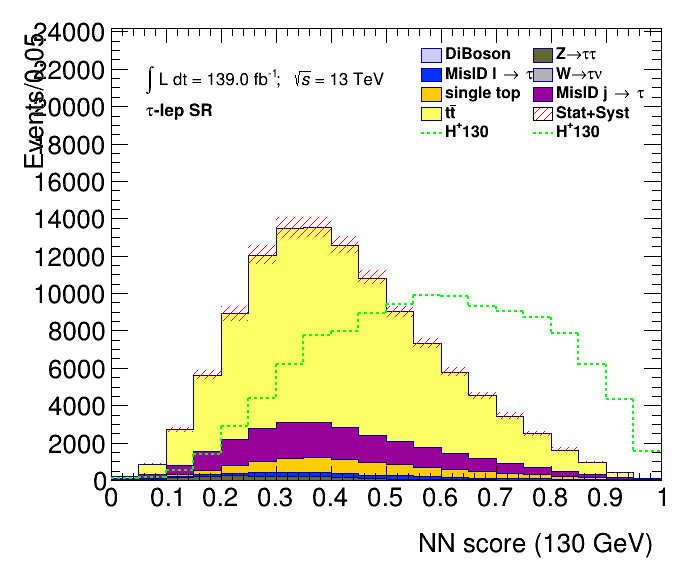 Events/0.05
24000
22000
20000
18000
16000
14000
12000
10000
8000
6000
4000
2000
0
∫ L dt = 139.0 fb⁻¹; √s = 13 TeV
τ-lep SR
DiBoson
Z→ττ
MisID l → τ
W→τν
single top
MisID j → τ
tt̄
Stat+Syst
H⁺130
H⁺130
0 0.1 0.2 0.3 0.4 0.5 0.6 0.7 0.8 0.9 1
NN score (130 GeV)